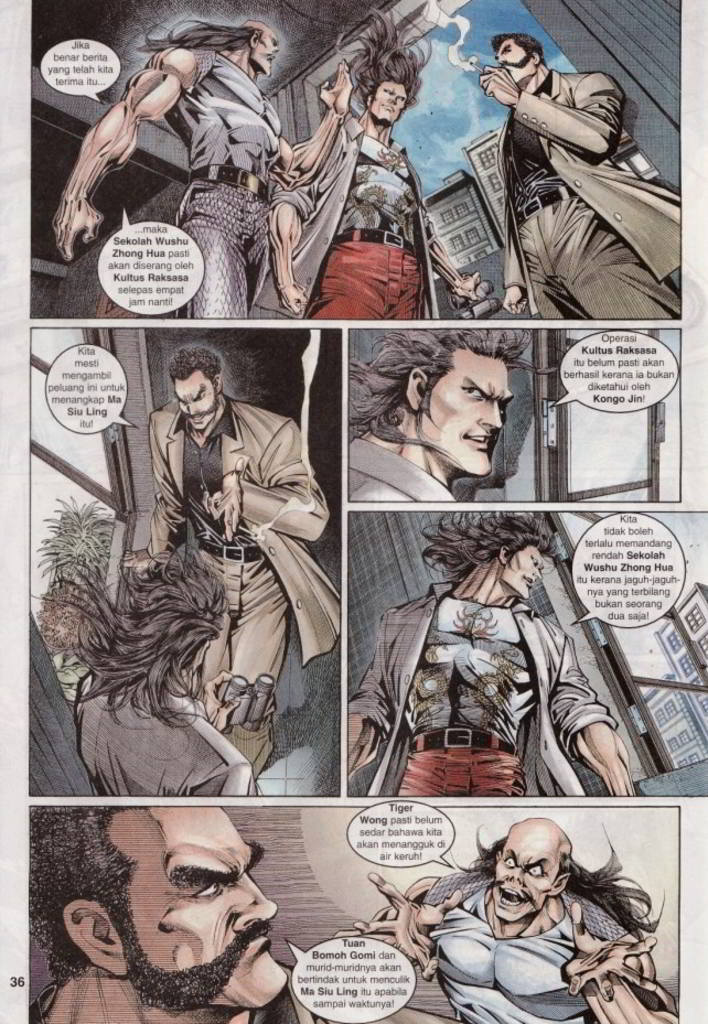 Jika
benar berita
yang telah kita
terima itu...
...maka
Sekolah Wushu
Zhong Hua pasti
akan diserang oleh
Kultus Raksasa
selepas empat
jam nanti!
Kita
mesti
mengambil
peluang ini untuk
menangkap Ma
Siu Ling
itu!
Operasi
Kultus Raksasa
itu belum pasti akan
berhasil kerana ia bukan
diketahui oleh
Kongo Jin!
Kita
tidak boleh
terlalu memandang
rendah Sekolah
Wushu Zhong Hua
itu kerana jaguh-jaguh-
nya yang terbilang
bukan seorang
dua saja!
Tiger
Wong pasti belum
sedar bahawa kita
akan menangguk di
air keruh!
Tuan
Bomoh Gomi dan
murid-muridnya akan
bertindak untuk menculik
Ma Siu Ling itu apabila
sampai waktunya!
36